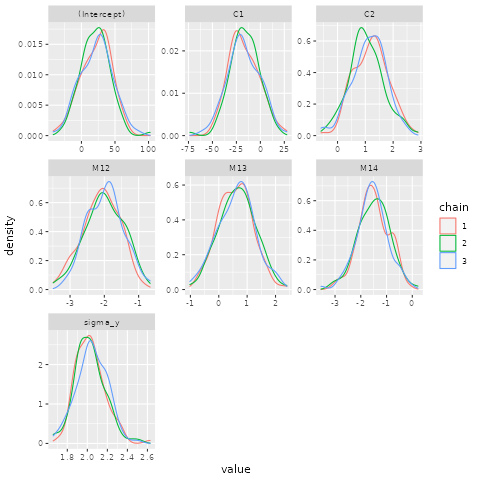 (Intercept) C1 C2
0.015 0.010 0.005 0.000
0.02 0.01 0.00
0.6 0.4 0.2 0.0
0 50 100
-75 -50 -25 0 25
0 1 2 3
M12 M13 M14
0.6 0.4 0.2 0.0
0.6 0.4 0.2 0.0
0.6 0.4 0.2 0.0
-3 -2 -1
-1 0 1 2
-3 -2 -1 0
sigma_y
2 1 0
1.8 2.0 2.2 2.4 2.6
density
value
chain
1
2
3